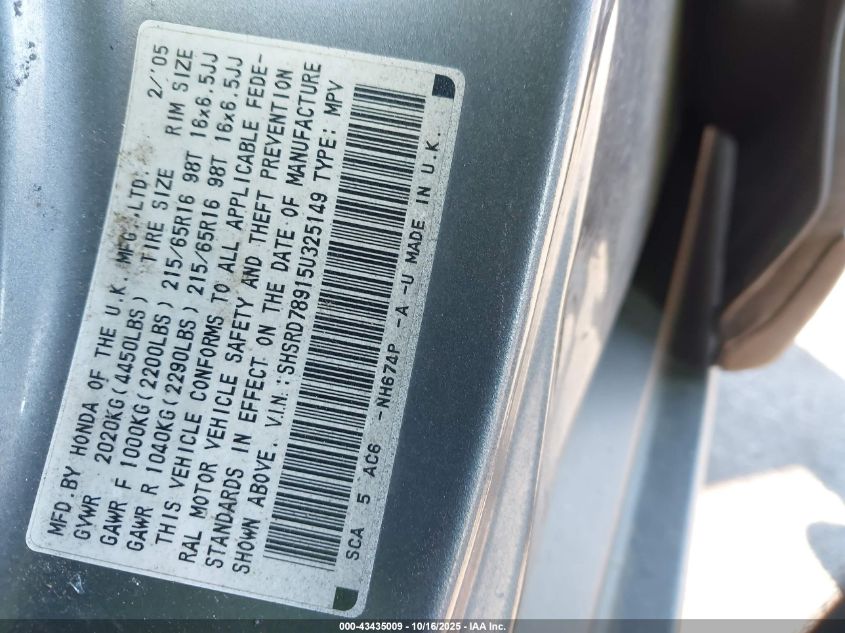 MFD.BY HONDA OF THE U.K. MFG.,LTD. 2/'05
GVWR 2020KG(4450LBS) TIRE SIZE RIM SIZE
GAWR F 1000KG(2200LBS) 215/65R16 98T 16x6.5JJ
GAWR R 1040KG(2290LBS) 215/65R16 98T 16x6.5JJ
THIS VEHICLE CONFORMS TO ALL APPLICABLE FEDE-
RAL MOTOR VEHICLE SAFETY AND THEFT PREVENTION
STANDARDS IN EFFECT ON THE DATE OF MANUFACTURE
SHOWN ABOVE. V.I.N.:SHSRD78915U325149 TYPE: MPV
SCA 5 AC6 -NH674P -A -U MADE IN U.K.
000-43435009 - 10/16/2025 - IAA Inc.